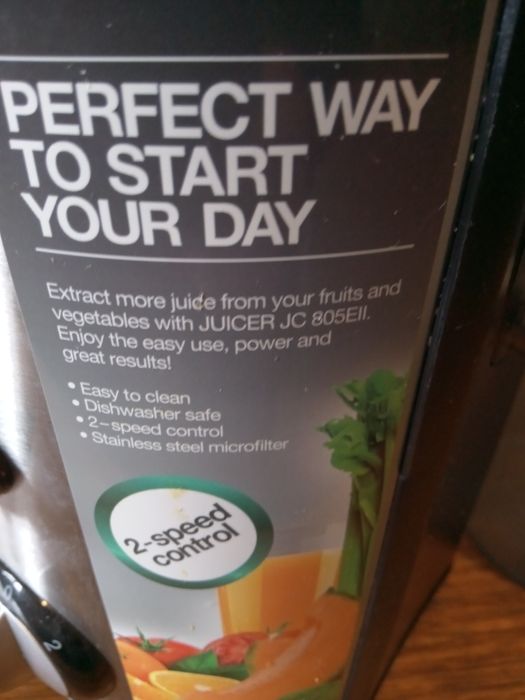 PERFECT WAY
TO START
YOUR DAY
Extract more juice from your fruits and
vegetables with JUICER JC 805EII.
Enjoy the easy use, power and
great results!
• Easy to clean
• Dishwasher safe
• 2-speed control
• Stainless steel microfilter
2-speed
control
2